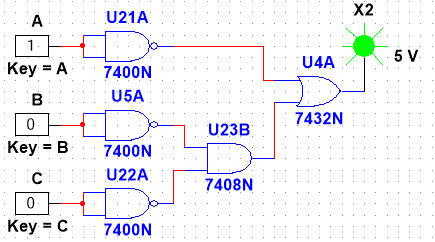 A
1
Key = A
U21A
7400N
X2
5 V
U4A
7432N
B
0
Key = B
U5A
7400N
U23B
7408N
C
0
Key = C
U22A
7400N